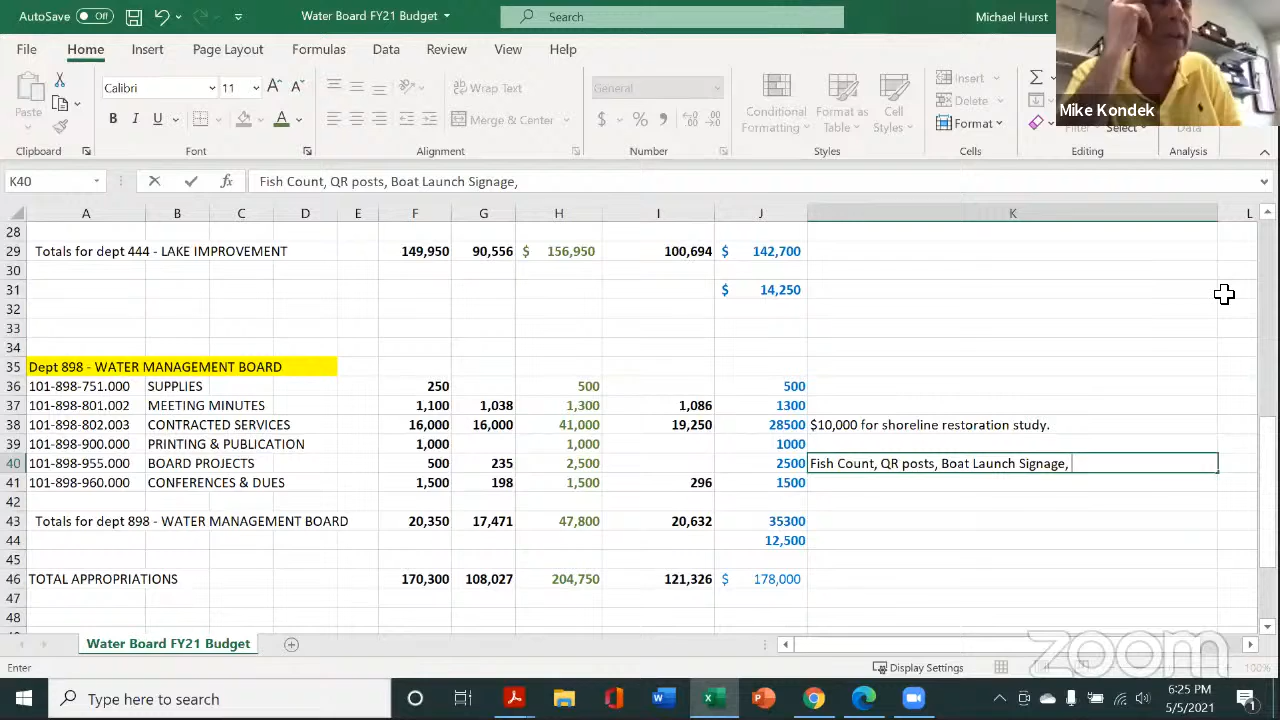 AutoSave Off Water Board FY21 Budget Search Michael Hurst
File Home Insert Page Layout Formulas Data Review View Help
Paste Calibri 11 Wrap Text General Conditional Formatting Format as Table Cell Styles Insert
B I U Merge & Center $ % Delete
Format Select Data
Mike Kondek
Clipboard Font Alignment Number Styles Cells Editing Analysis
K40 fx Fish Count, QR posts, Boat Launch Signage,
A B C D E F G H I J K L
28
29 Totals for dept 444 - LAKE IMPROVEMENT 149,950 90,556 $ 156,950 100,694 $ 142,700
30
31 $ 14,250
32
33
34
35 Dept 898 - WATER MANAGEMENT BOARD
36 101-898-751.000 SUPPLIES 250 500 500
37 101-898-801.002 MEETING MINUTES 1,100 1,038 1,300 1,086 1300
38 101-898-802.003 CONTRACTED SERVICES 16,000 16,000 41,000 19,250 28500 $10,000 for shoreline restoration study.
39 101-898-900.000 PRINTING & PUBLICATION 1,000 1,000 1000
40 101-898-955.000 BOARD PROJECTS 500 235 2,500 2500 Fish Count, QR posts, Boat Launch Signage,
41 101-898-960.000 CONFERENCES & DUES 1,500 198 1,500 296 1500
42
43 Totals for dept 898 - WATER MANAGEMENT BOARD 20,350 17,471 47,800 20,632 35300
44 12,500
45
46 TOTAL APPROPRIATIONS 170,300 108,027 204,750 121,326 $ 178,000
47
48
Water Board FY21 Budget
Enter Display Settings 100%
zoom
Type here to search 6:25 PM
5/5/2021 1